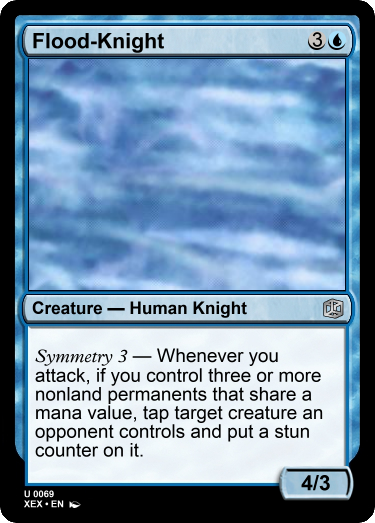 Flood-Knight 3
Creature — Human Knight
Symmetry 3 — Whenever you
attack, if you control three or more
nonland permanents that share a
mana value, tap target creature an
opponent controls and put a stun
counter on it.
4/3
U 0069
XEX • EN